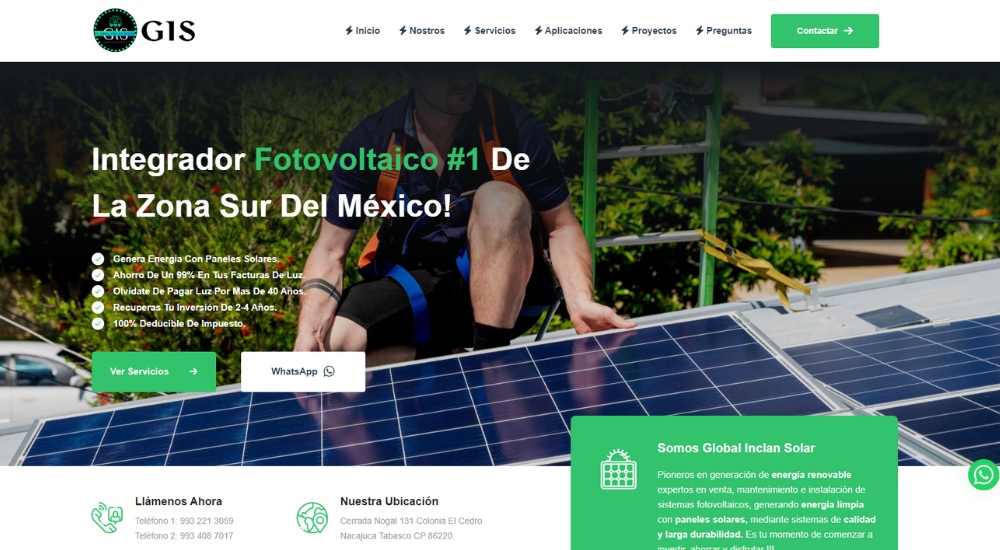 GIS GIS
Inicio Nostros Servicios Aplicaciones Proyectos Preguntas Contactar
Integrador Fotovoltaico #1 De
La Zona Sur Del México!
Genera Energia Con Paneles Solares.
Ahorro De Un 99% En Tus Facturas De Luz.
Olvidate De Pagar Luz Por Mas De 40 Años.
Recuperas Tu Inversión De 2-4 Años.
100% Deducible De Impuesto.
Ver Servicios WhatsApp
Somos Global Inclan Solar
Pioneros en generación de energía renovable
expertos en venta, mantenimiento e instalación de
sistemas fotovoltaicos, generando energía limpia
con paneles solares, mediante sistemas de calidad
y larga durabilidad. Es tu momento de comenzar a
invertir, ahorrar y disfrutar !!!
Llámenos Ahora
Teléfono 1: 993 221 3059
Teléfono 2: 993 408 7017
Nuestra Ubicación
Cerrada Nogal 131 Colonia El Cedro
Nacajuca Tabasco CP 86220.